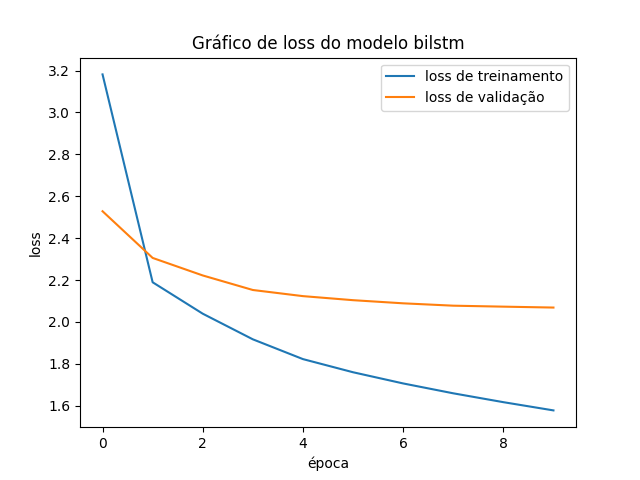 Gráfico de loss do modelo bilstm
loss de treinamento
loss de validação
3.2
3.0
2.8
2.6
2.4
2.2
2.0
1.8
1.6
loss
0 2 4 6 8
época